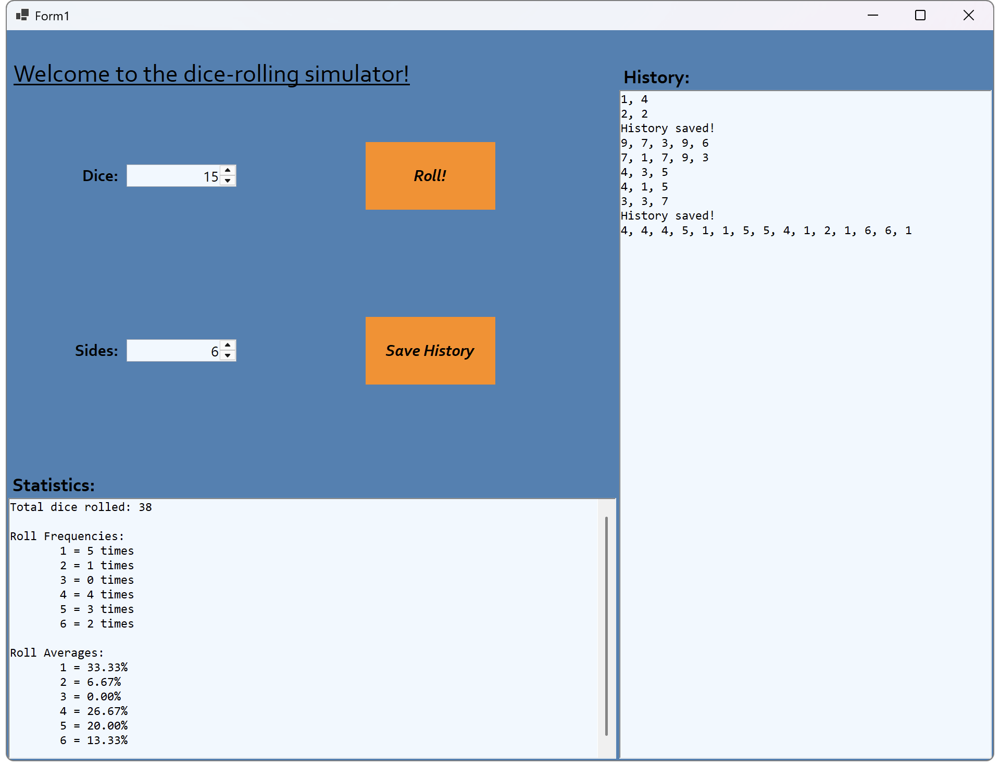 Form1
Welcome to the dice-rolling simulator!
Dice: 15
Roll!
Sides: 6
Save History
Statistics:
Total dice rolled: 38
Roll Frequencies:
1 = 5 times
2 = 1 times
3 = 0 times
4 = 4 times
5 = 3 times
6 = 2 times
Roll Averages:
1 = 33.33%
2 = 6.67%
3 = 0.00%
4 = 26.67%
5 = 20.00%
6 = 13.33%
History:
1, 4
2, 2
History saved!
9, 7, 3, 9, 6
7, 1, 7, 9, 3
4, 3, 5
4, 1, 5
3, 3, 7
History saved!
4, 4, 4, 5, 1, 1, 5, 5, 4, 1, 2, 1, 6, 6, 1